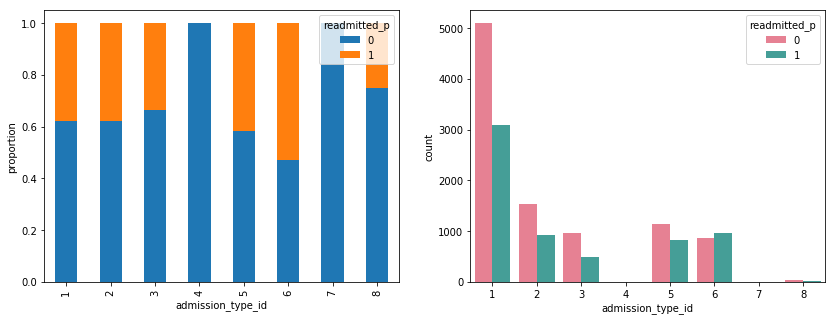 readmitted_p
0
1
1.0
0.8
0.6
0.4
0.2
0.0
proportion
1 2 3 4 5 6 7 8
admission_type_id
readmitted_p
0
1
5000
4000
3000
2000
1000
0
count
1 2 3 4 5 6 7 8
admission_type_id